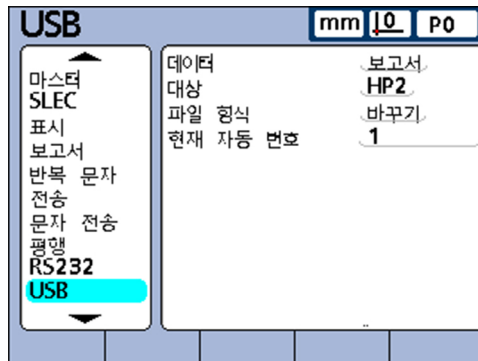 USB
mm 0 P0
마스터
SLEC
표시
보고서
반복 문자
전송
문자 전송
평행
RS232
USB
데이터 보고서
대상 HP2
파일 형식 바꾸기
현재 자동 번호 1